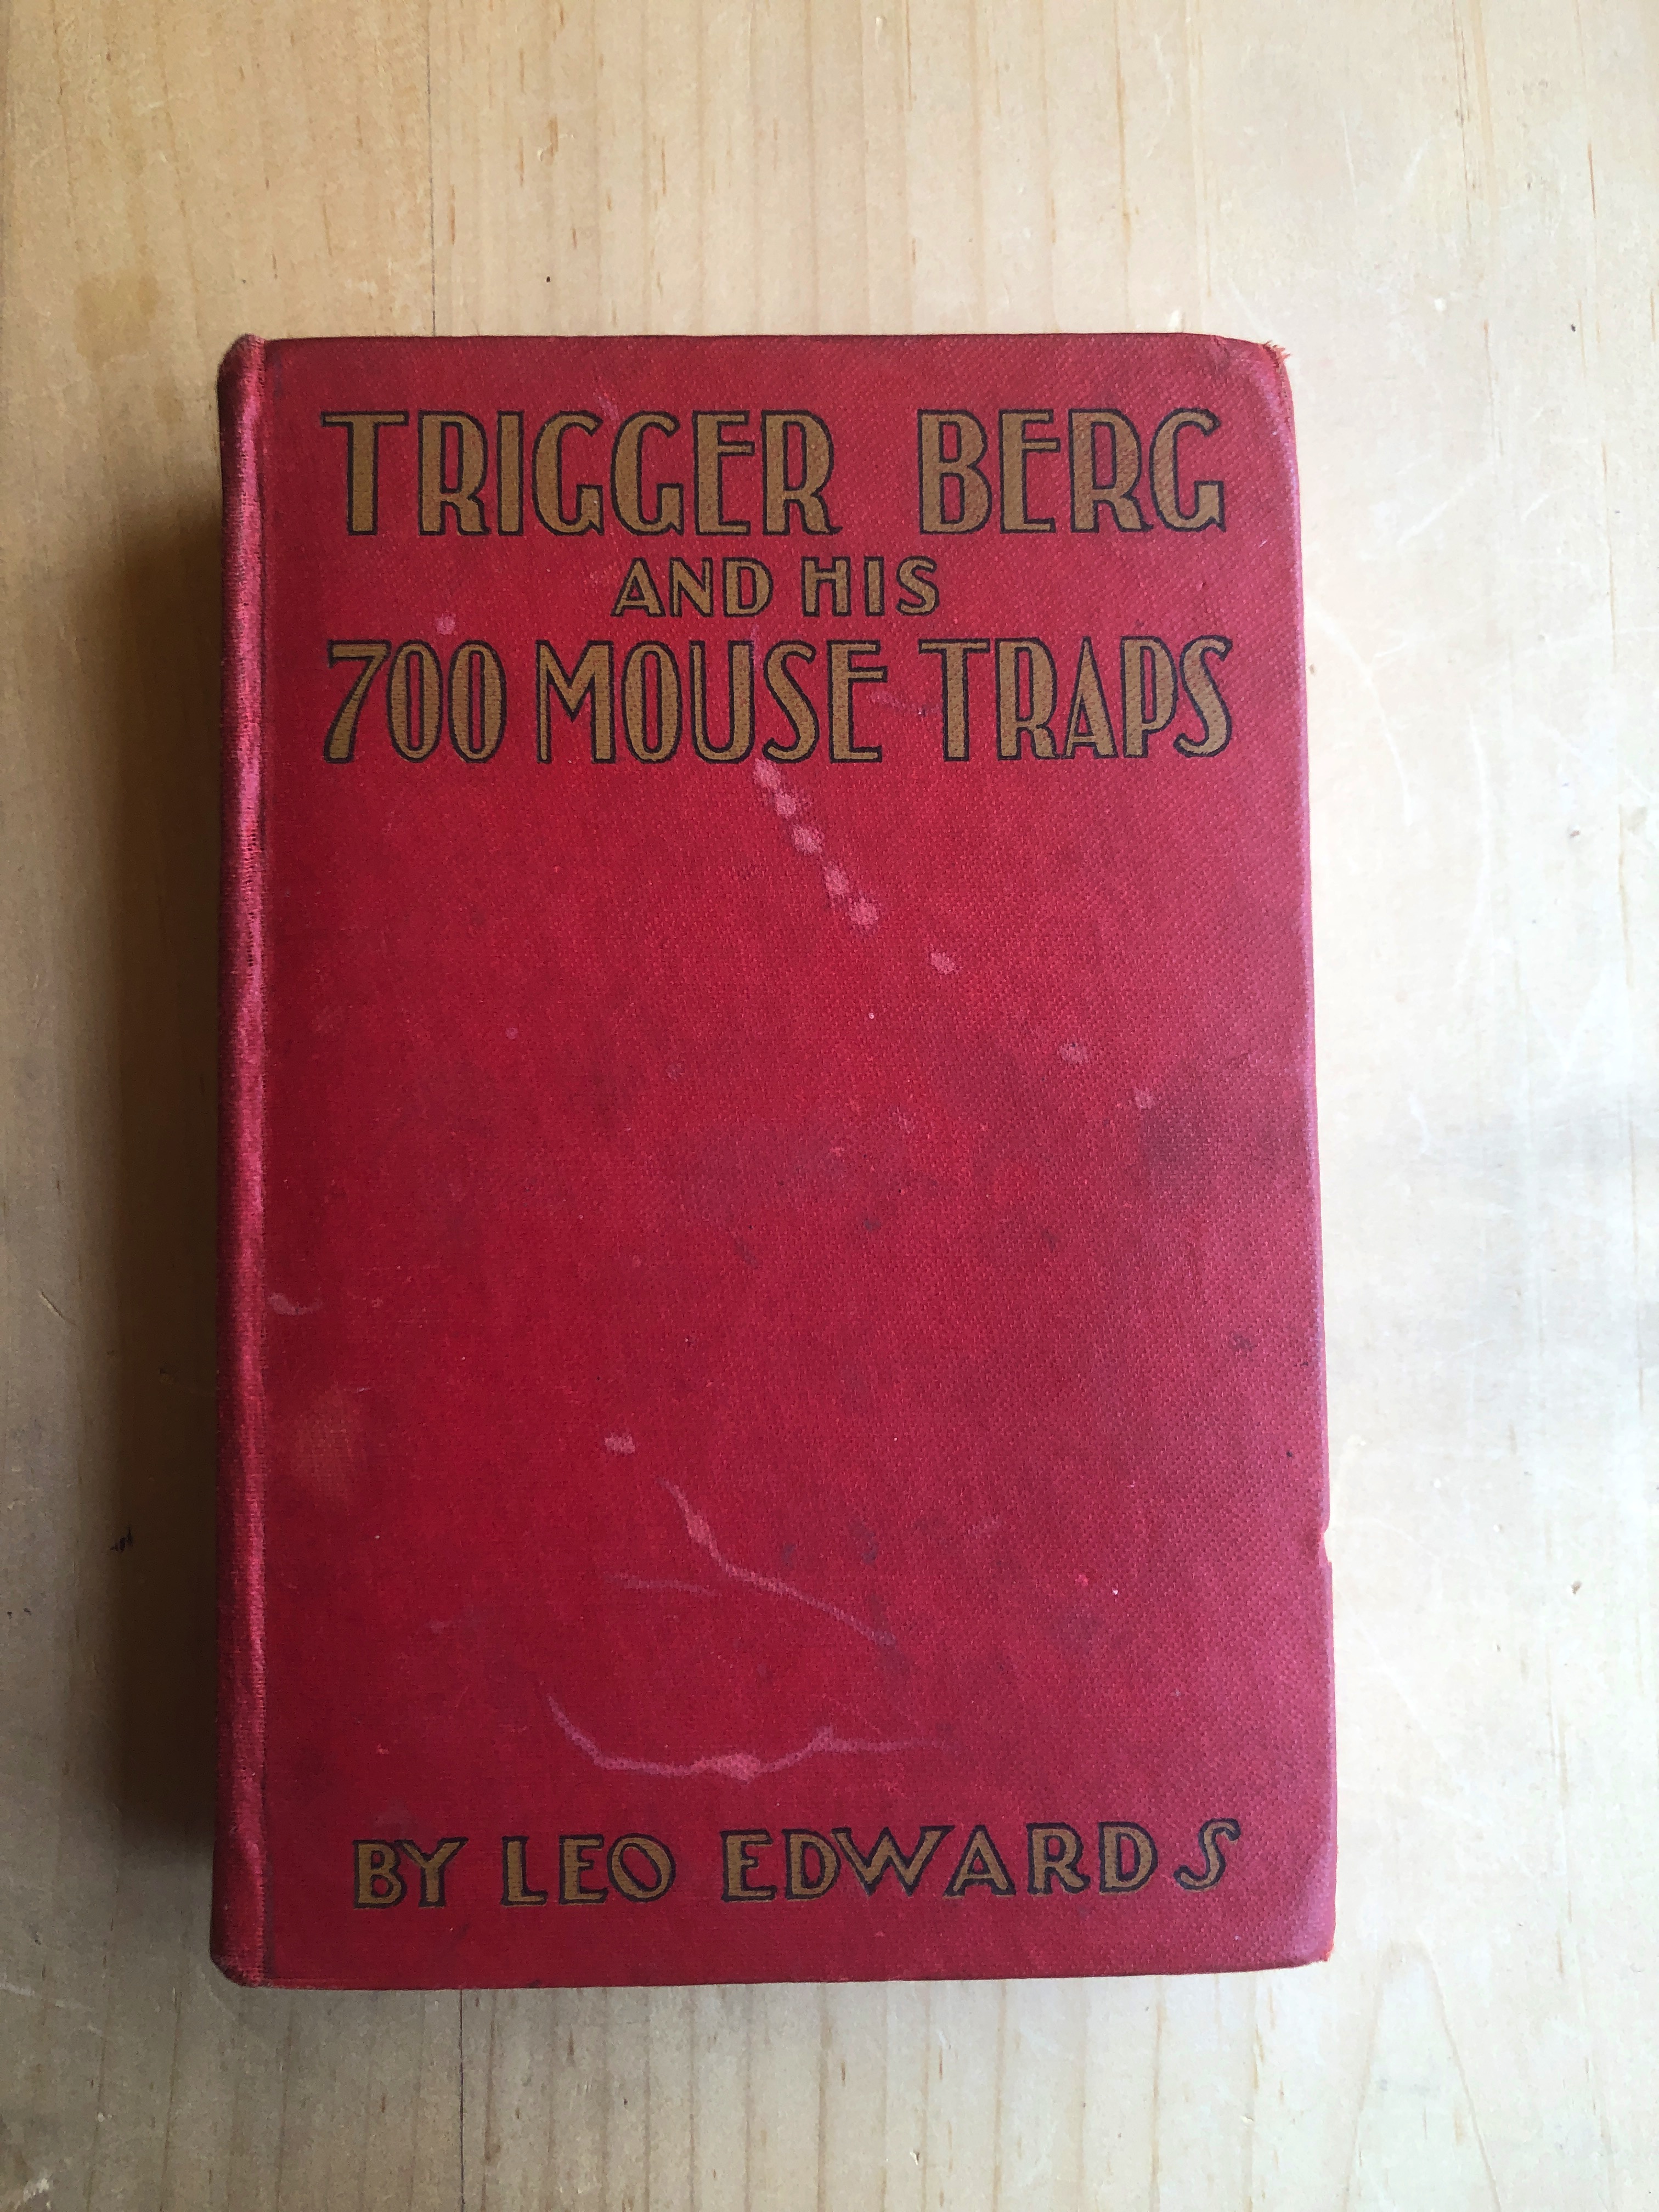 TRIGGER BERG
AND HIS
700 MOUSE TRAPS
BY LEO EDWARDS